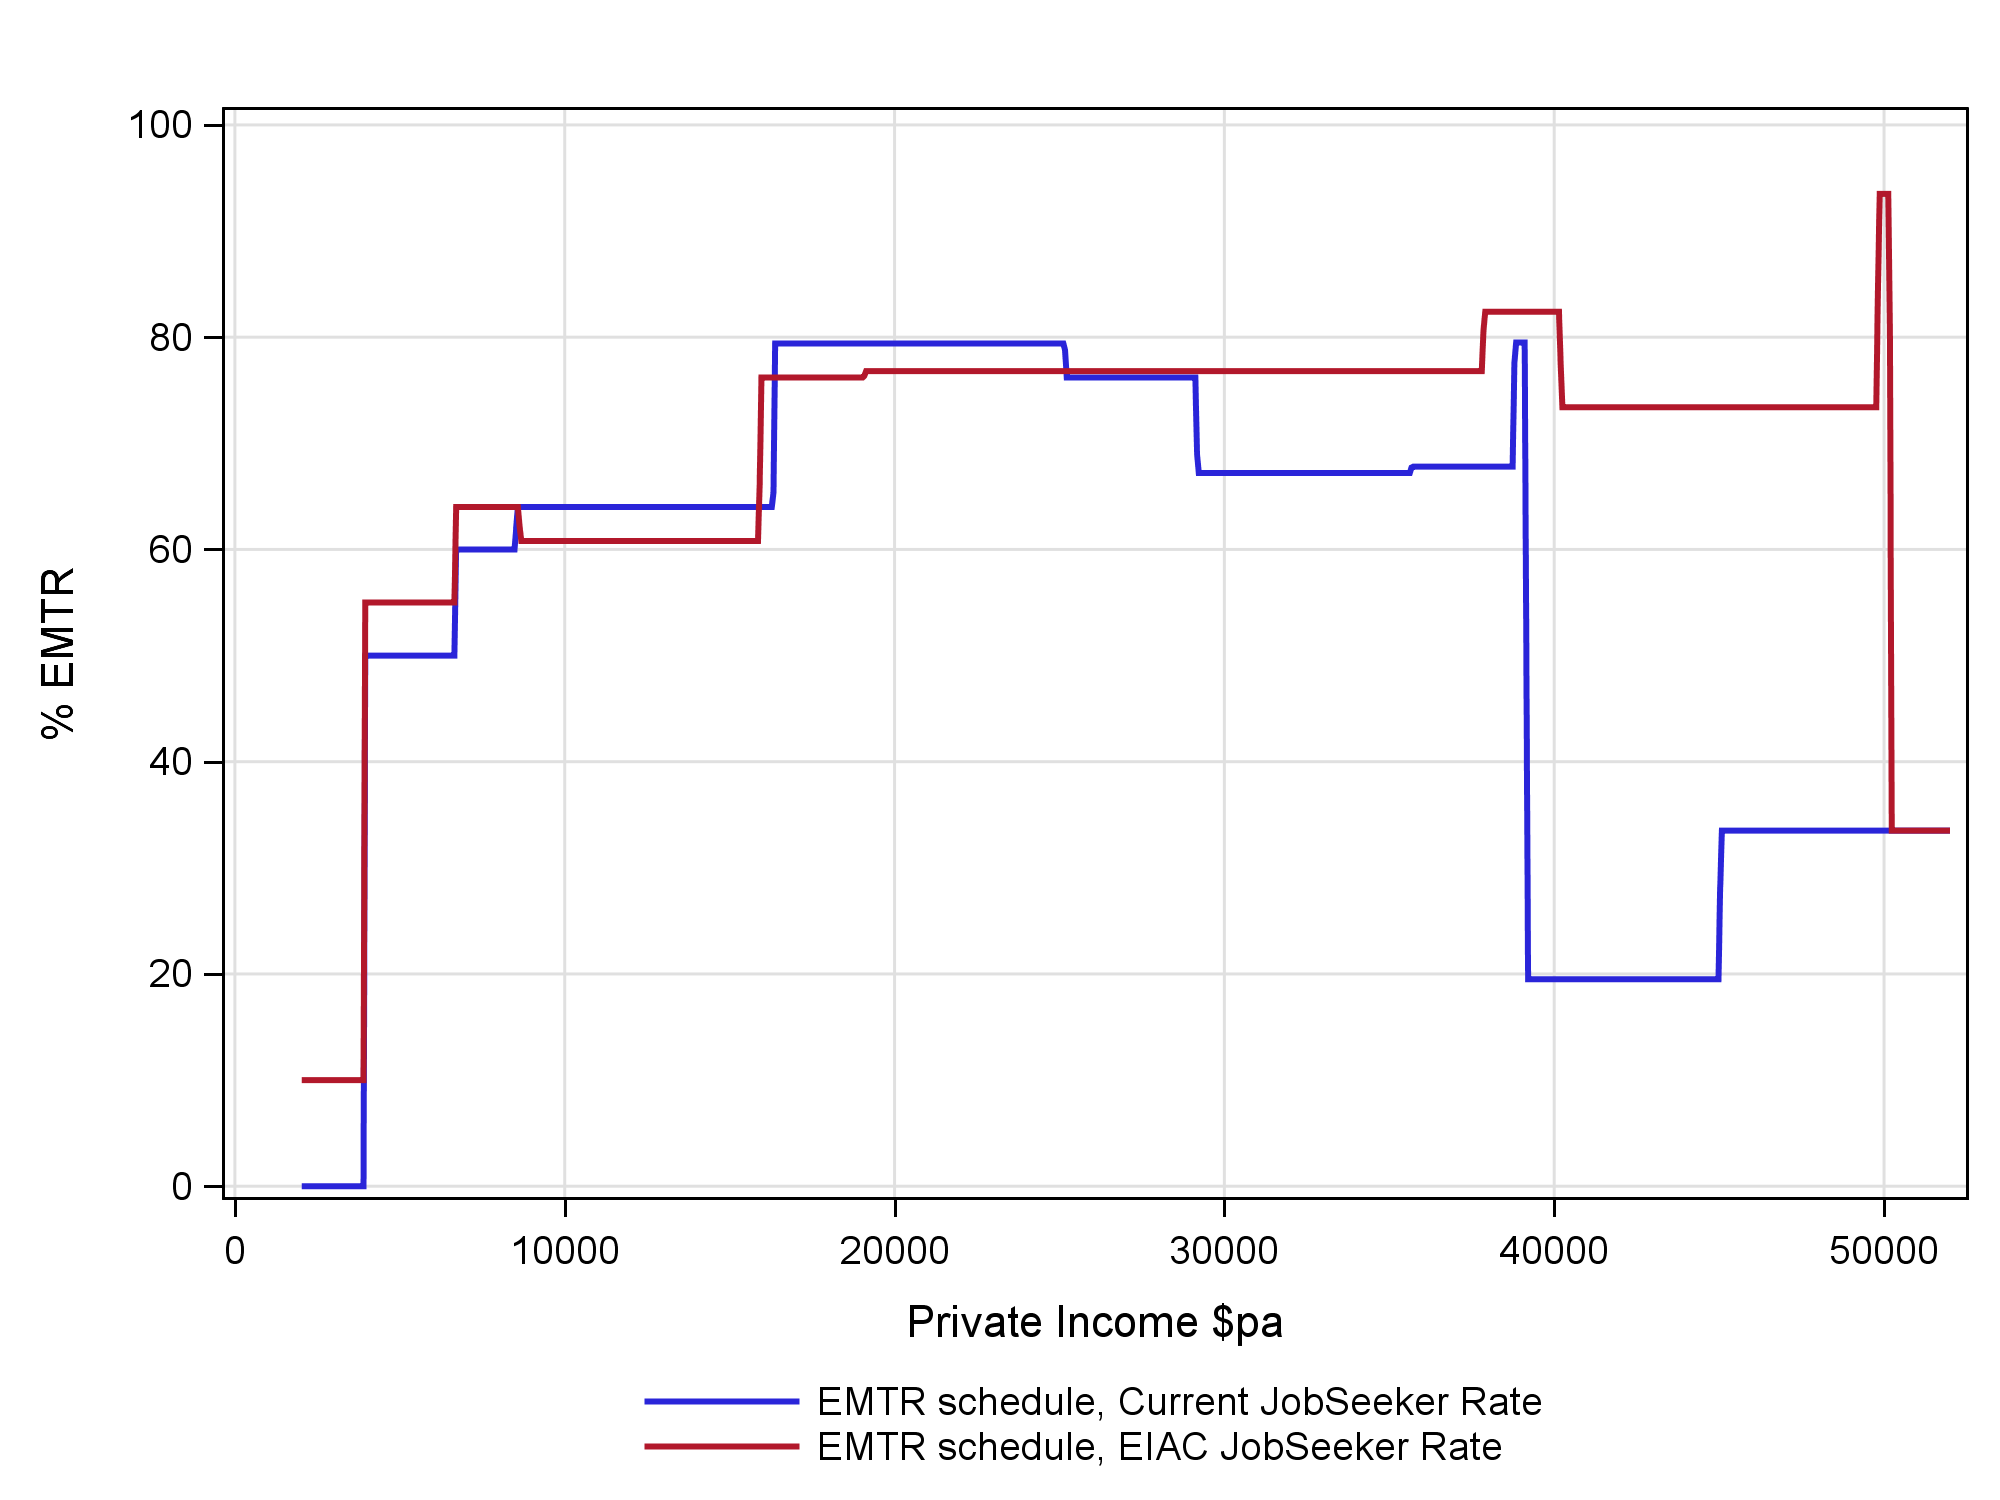 100
80
60
40
20
0
% EMTR
0 10000 20000 30000 40000 50000
Private Income $pa
EMTR schedule, Current JobSeeker Rate
EMTR schedule, EIAC JobSeeker Rate